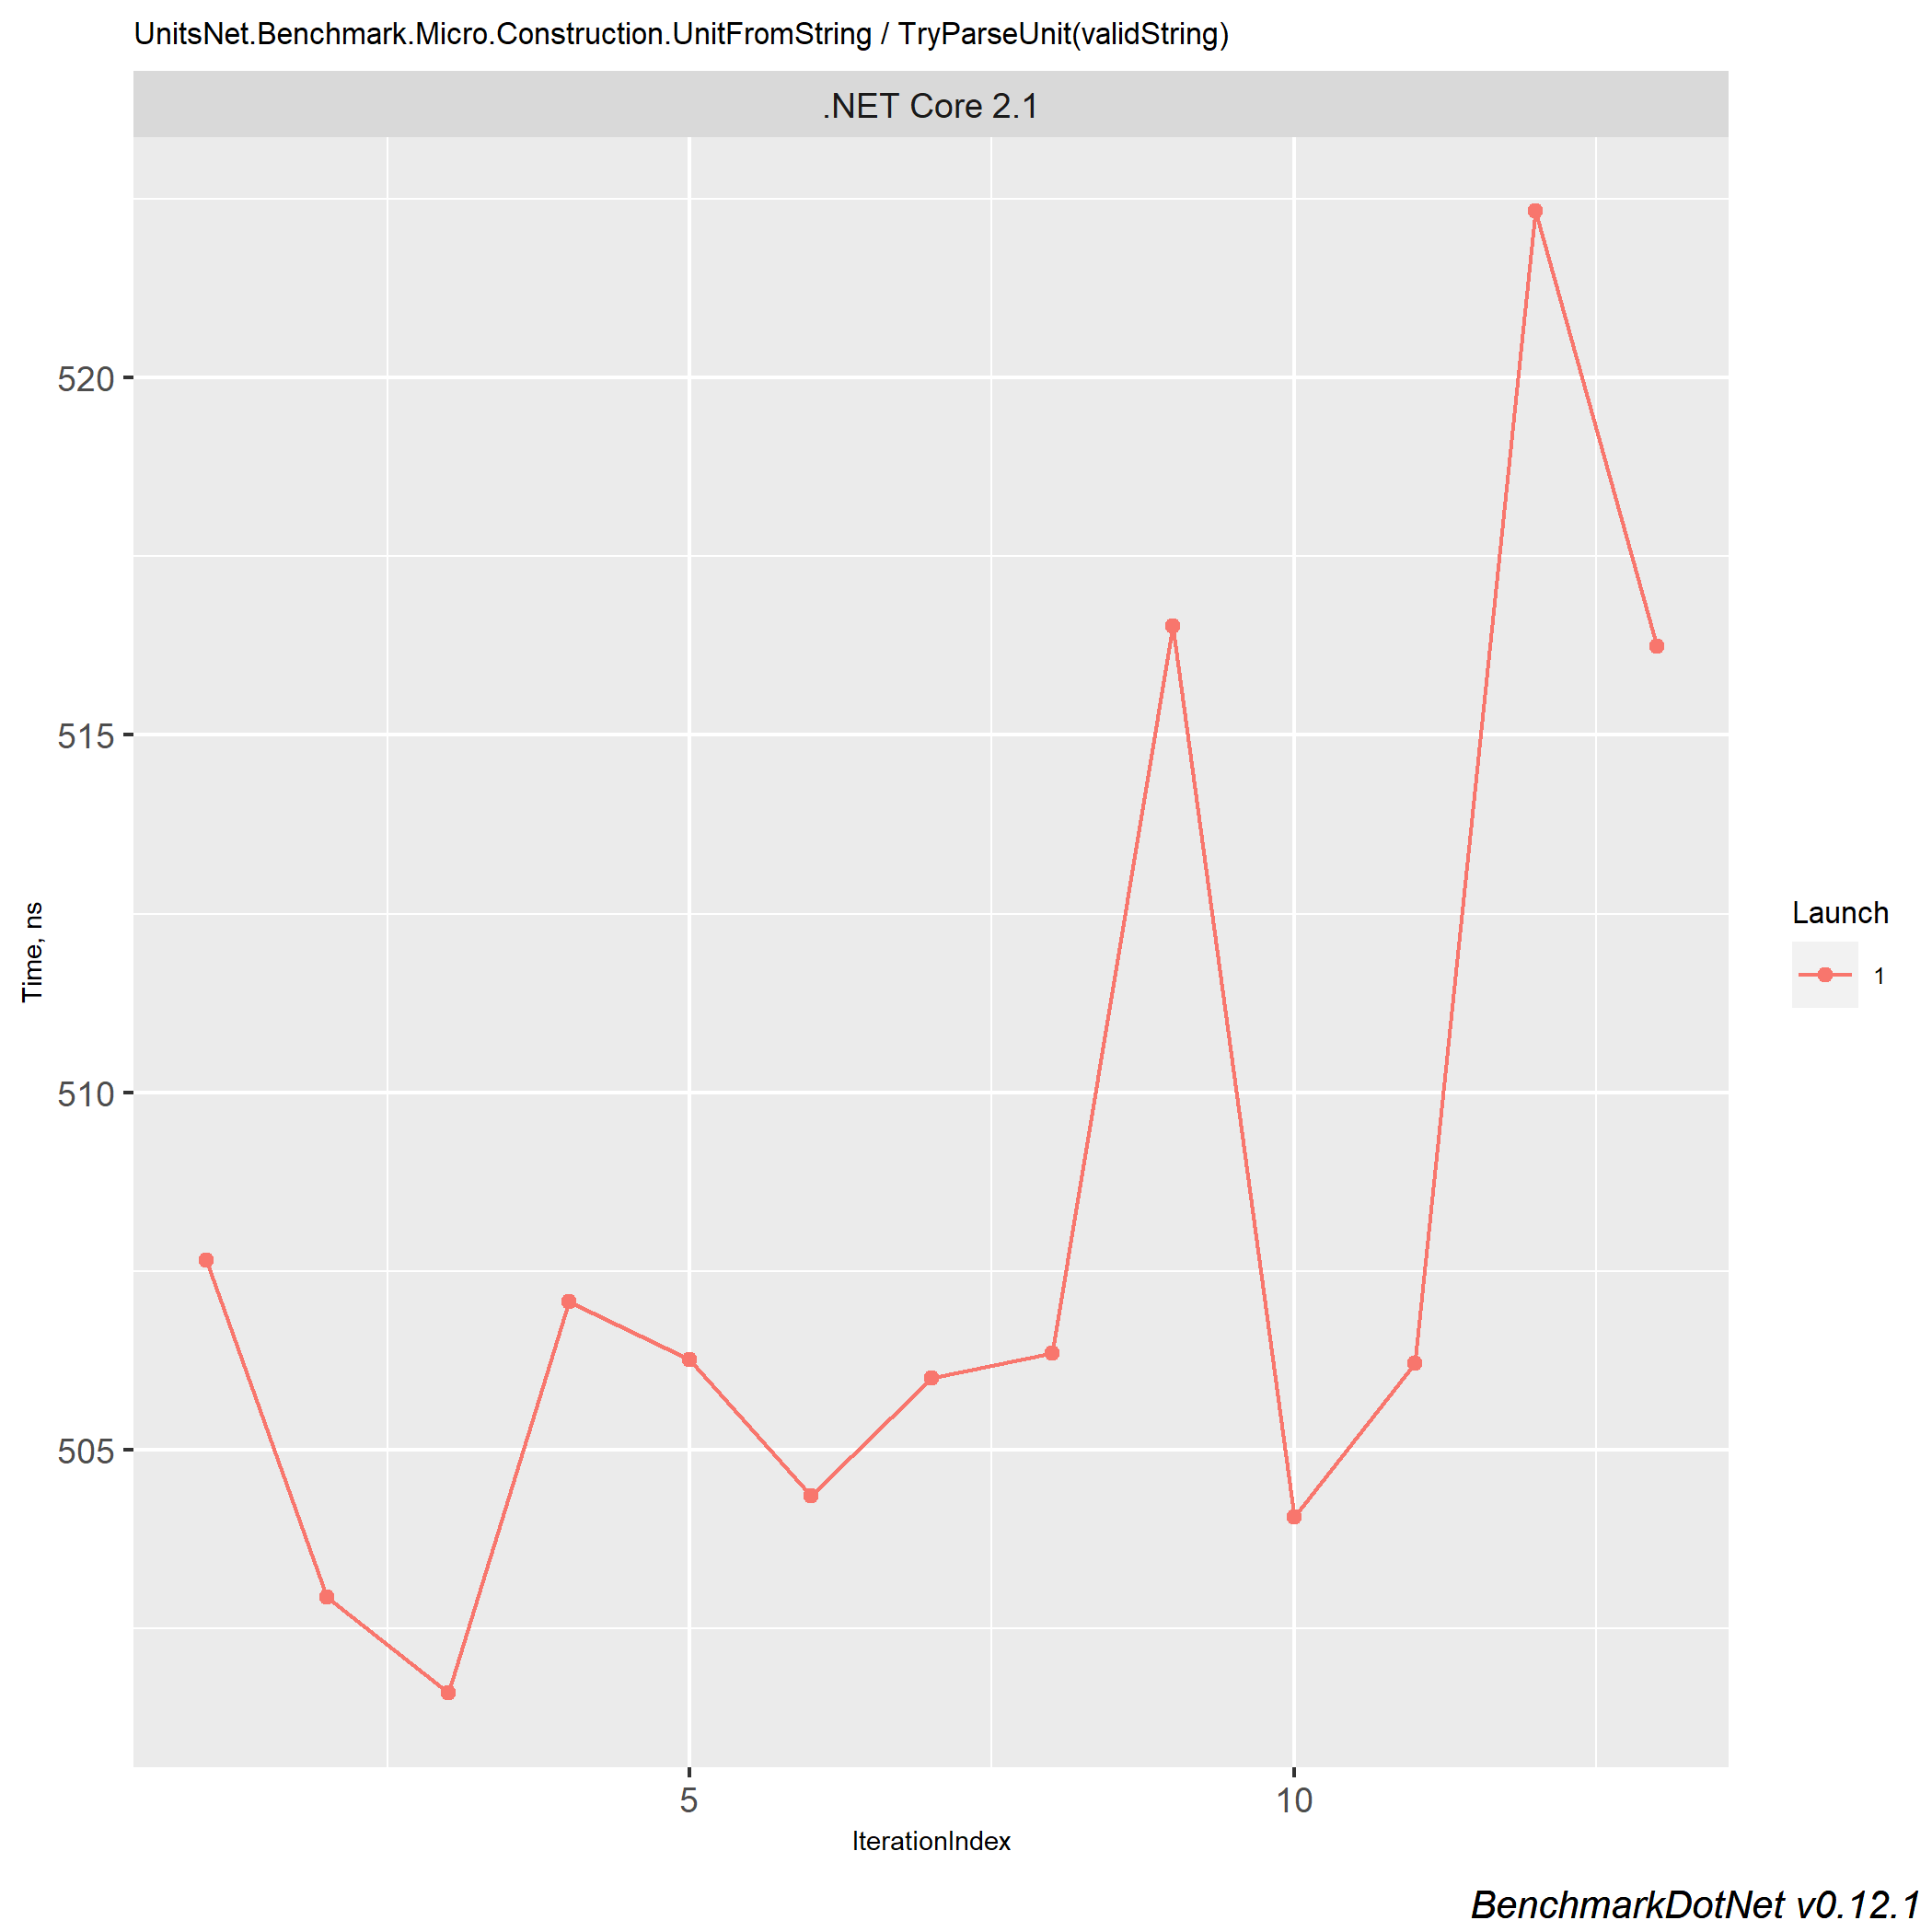 UnitsNet.Benchmark.Micro.Construction.UnitFromString / TryParseUnit(validString)
.NET Core 2.1
520
515
510
505
Time, ns
5
10
IterationIndex
Launch
1
BenchmarkDotNet v0.12.1